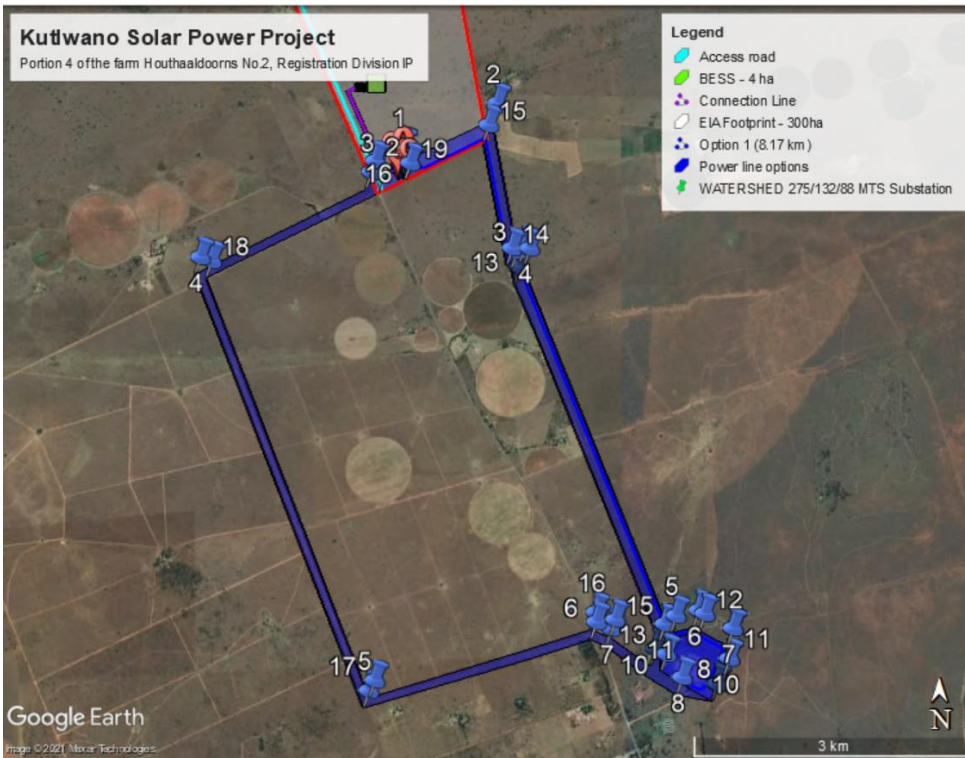 Kutlwano Solar Power Project
Portion 4 of the farm Houthaaldoorns No.2, Registration Division IP
Legend
Access road
BESS - 4 ha
Connection Line
EIA Footprint - 300ha
Option 1 (8.17 km)
Power line options
WATERSHED 275/132/88 MTS Substation
2
15
1
3
2
19
16
18
4
3
14
13
4
16
5
12
6
15
13
6
11
7
11
7
10
8
10
8
17
5
Google Earth
Image © 2021 Maxar Technologies
N
3 km